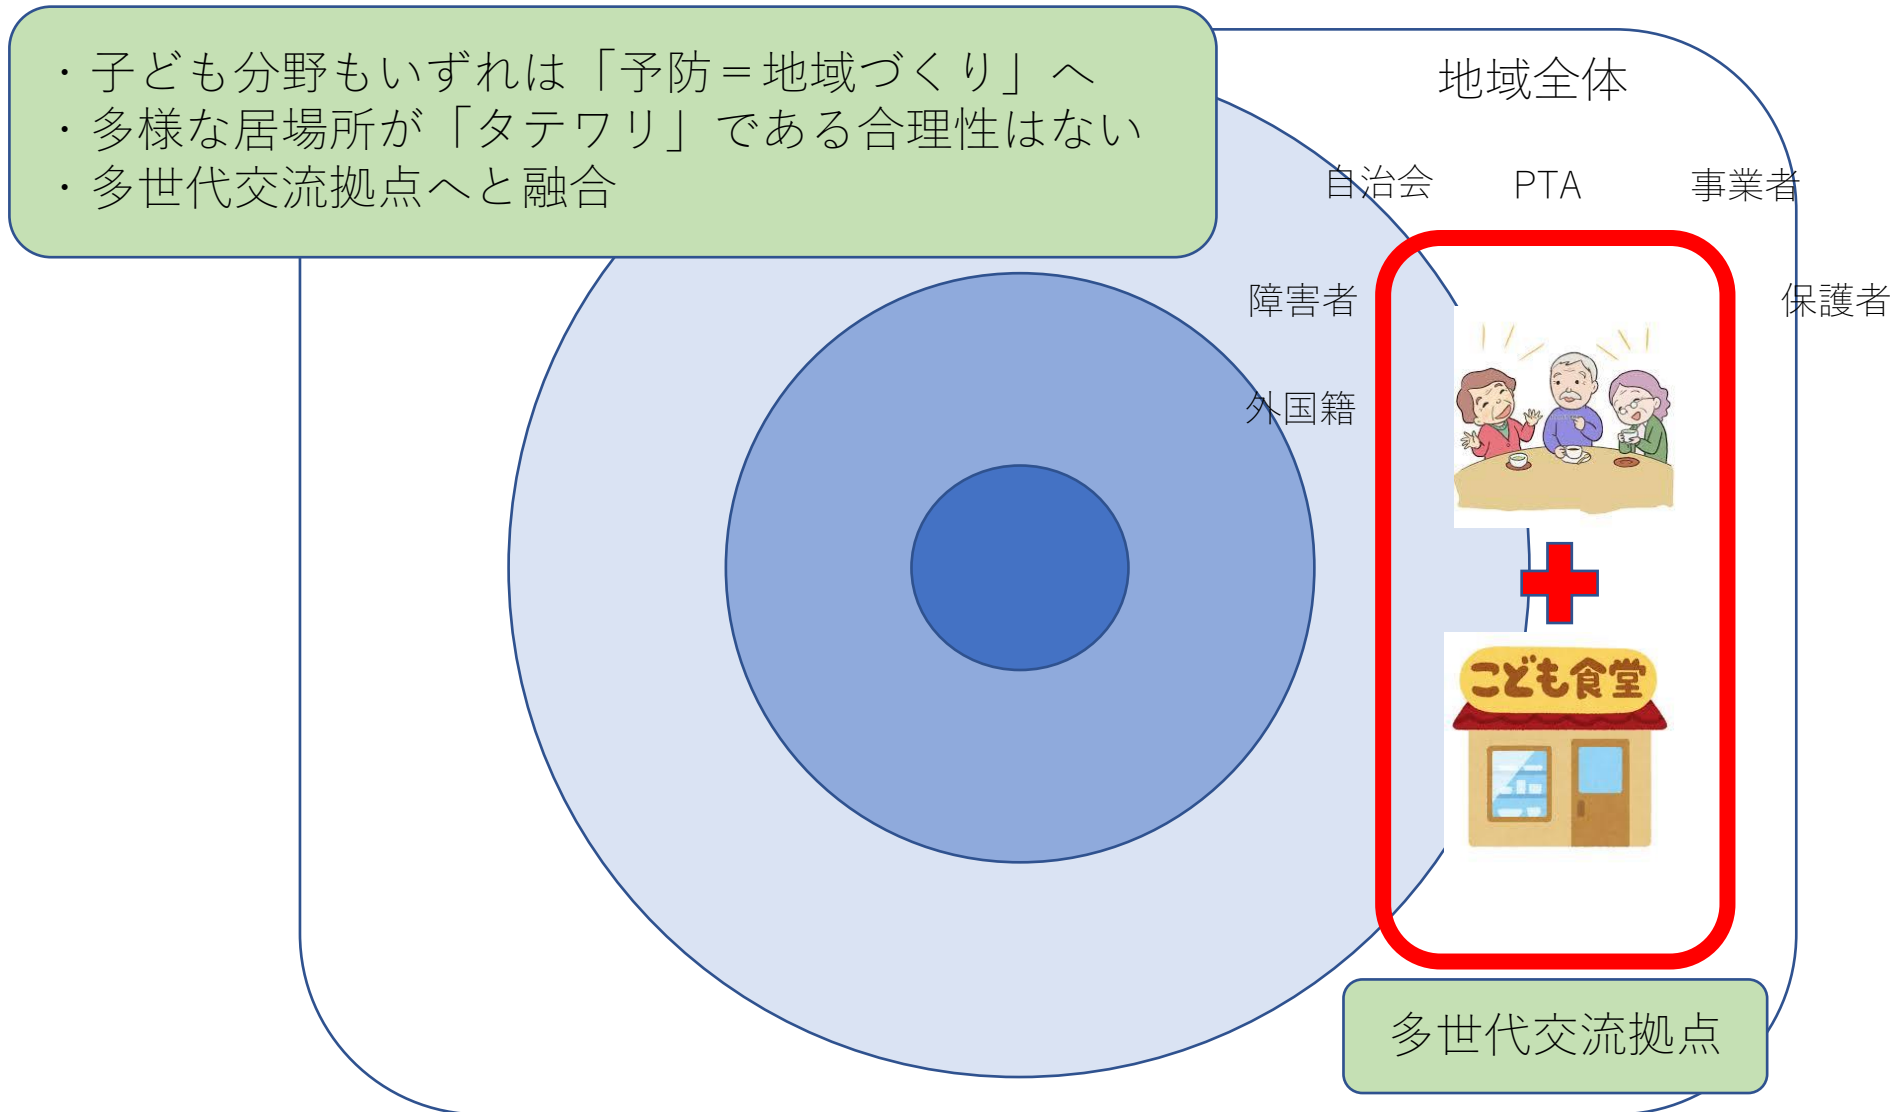 ・子ども分野もいずれは「予防＝地域づくり」へ
・多様な居場所が「タテワリ」である合理性はない
・多世代交流拠点へと融合
地域全体
自治会 PTA 事業者
障害者 保護者
外国籍
こども食堂
多世代交流拠点